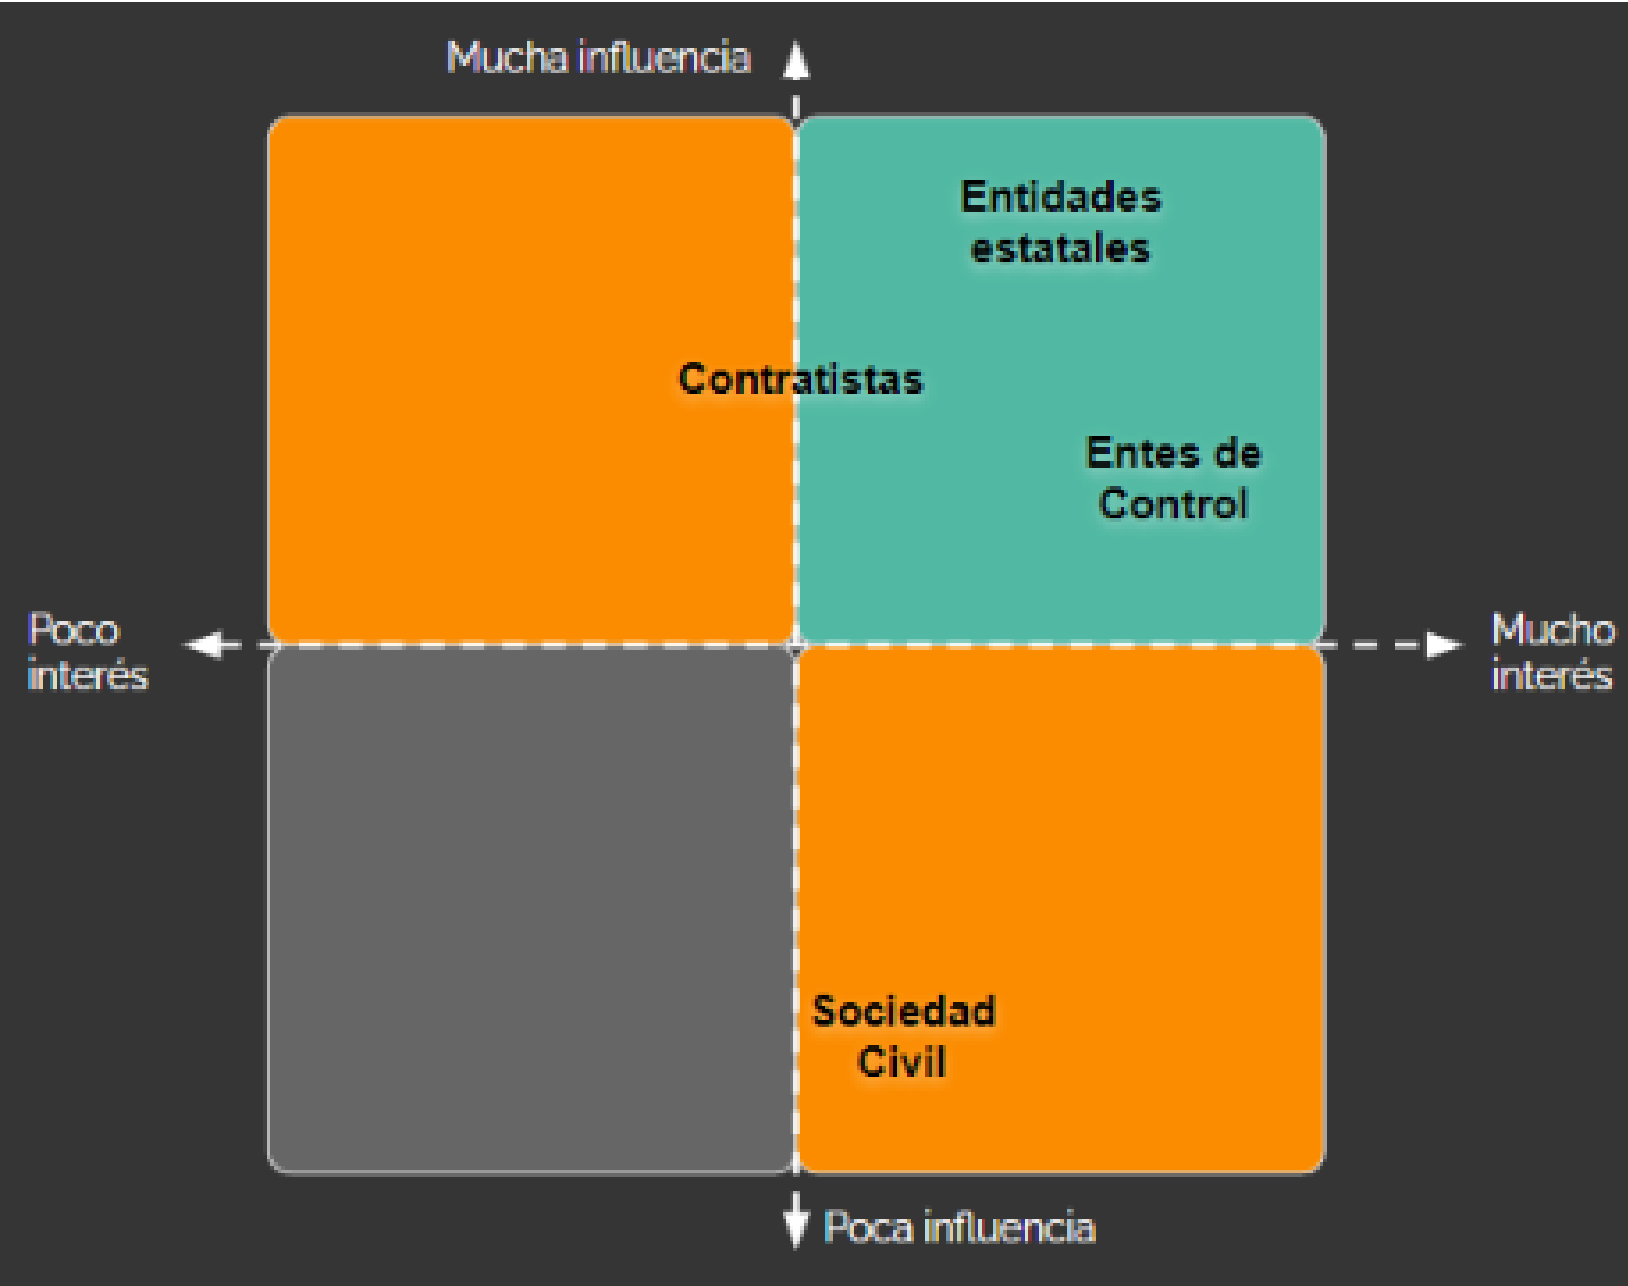 Mucha influencia
Entidades
estatales
Contratistas
Entes de
Control
Poco
interés
Mucho
interés
Sociedad
Civil
Poca influencia